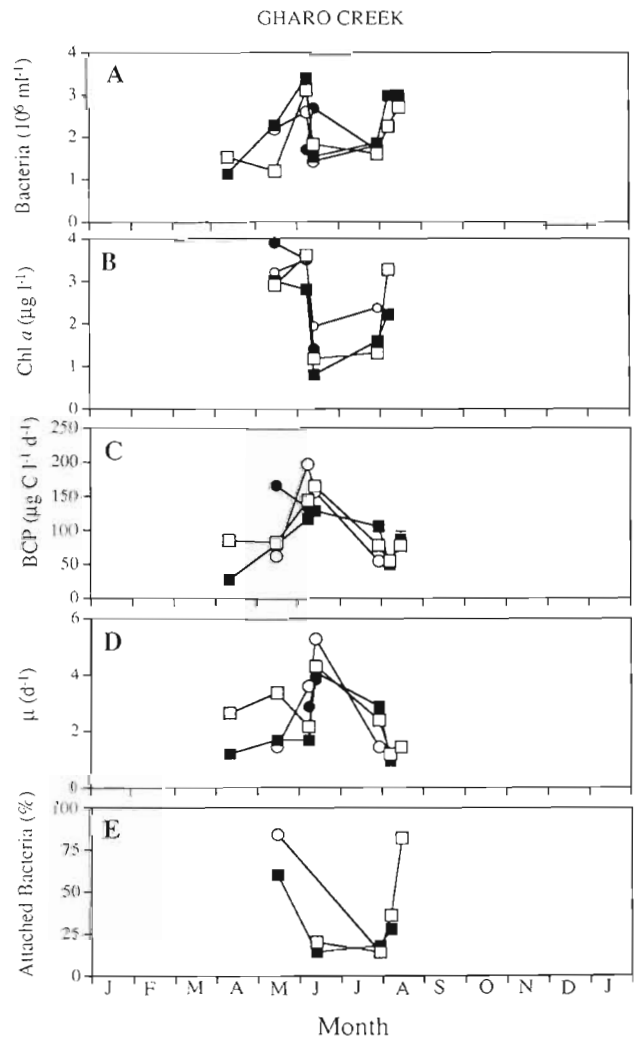 GHARO CREEK
A
Bacteria (10⁶ ml⁻¹)
4
3
2
1
0
B
Chl a (µg l⁻¹)
4
3
2
1
0
C
BCP (µg C l⁻¹ d⁻¹)
250
200
150
100
50
0
D
µ (d⁻¹)
6
4
2
0
E
Attached Bacteria (%)
100
75
50
25
0
J F M A M J J A S O N D J
Month